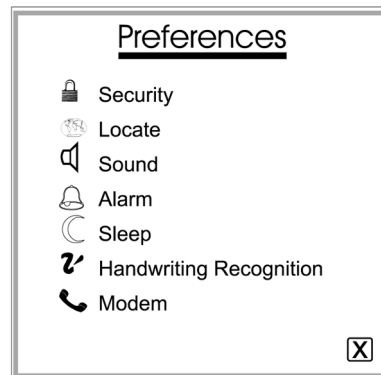 Preferences
Security
Locate
Sound
Alarm
Sleep
Handwriting Recognition
Modem
X